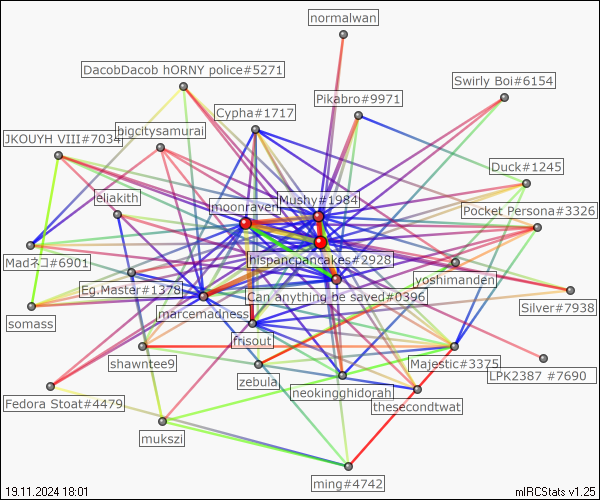 normalwan
DacobDacob hORNY police#5271
Swirly Boi#6154
Pikabro#9971
Cypha#1717
bigcitysamurai
JKOUYH VIII#7034
Duck#1245
eliakith
Mushy#1984
moonraven
Pocket Persona#3326
Madネコ#6901
hispancpancakes#2928
yoshimanden
Eg.Master#1378
Can anything be saved#0396
Silver#7938
marcemadness
somass
frisout
shawntee9
Majestic#3375
LPK2387 #7690
zebula
neokingghidorah
Fedora Stoat#4479
thesecondtwat
mukszi
ming#4742
19.11.2024 18:01
mIRCStats v1.25